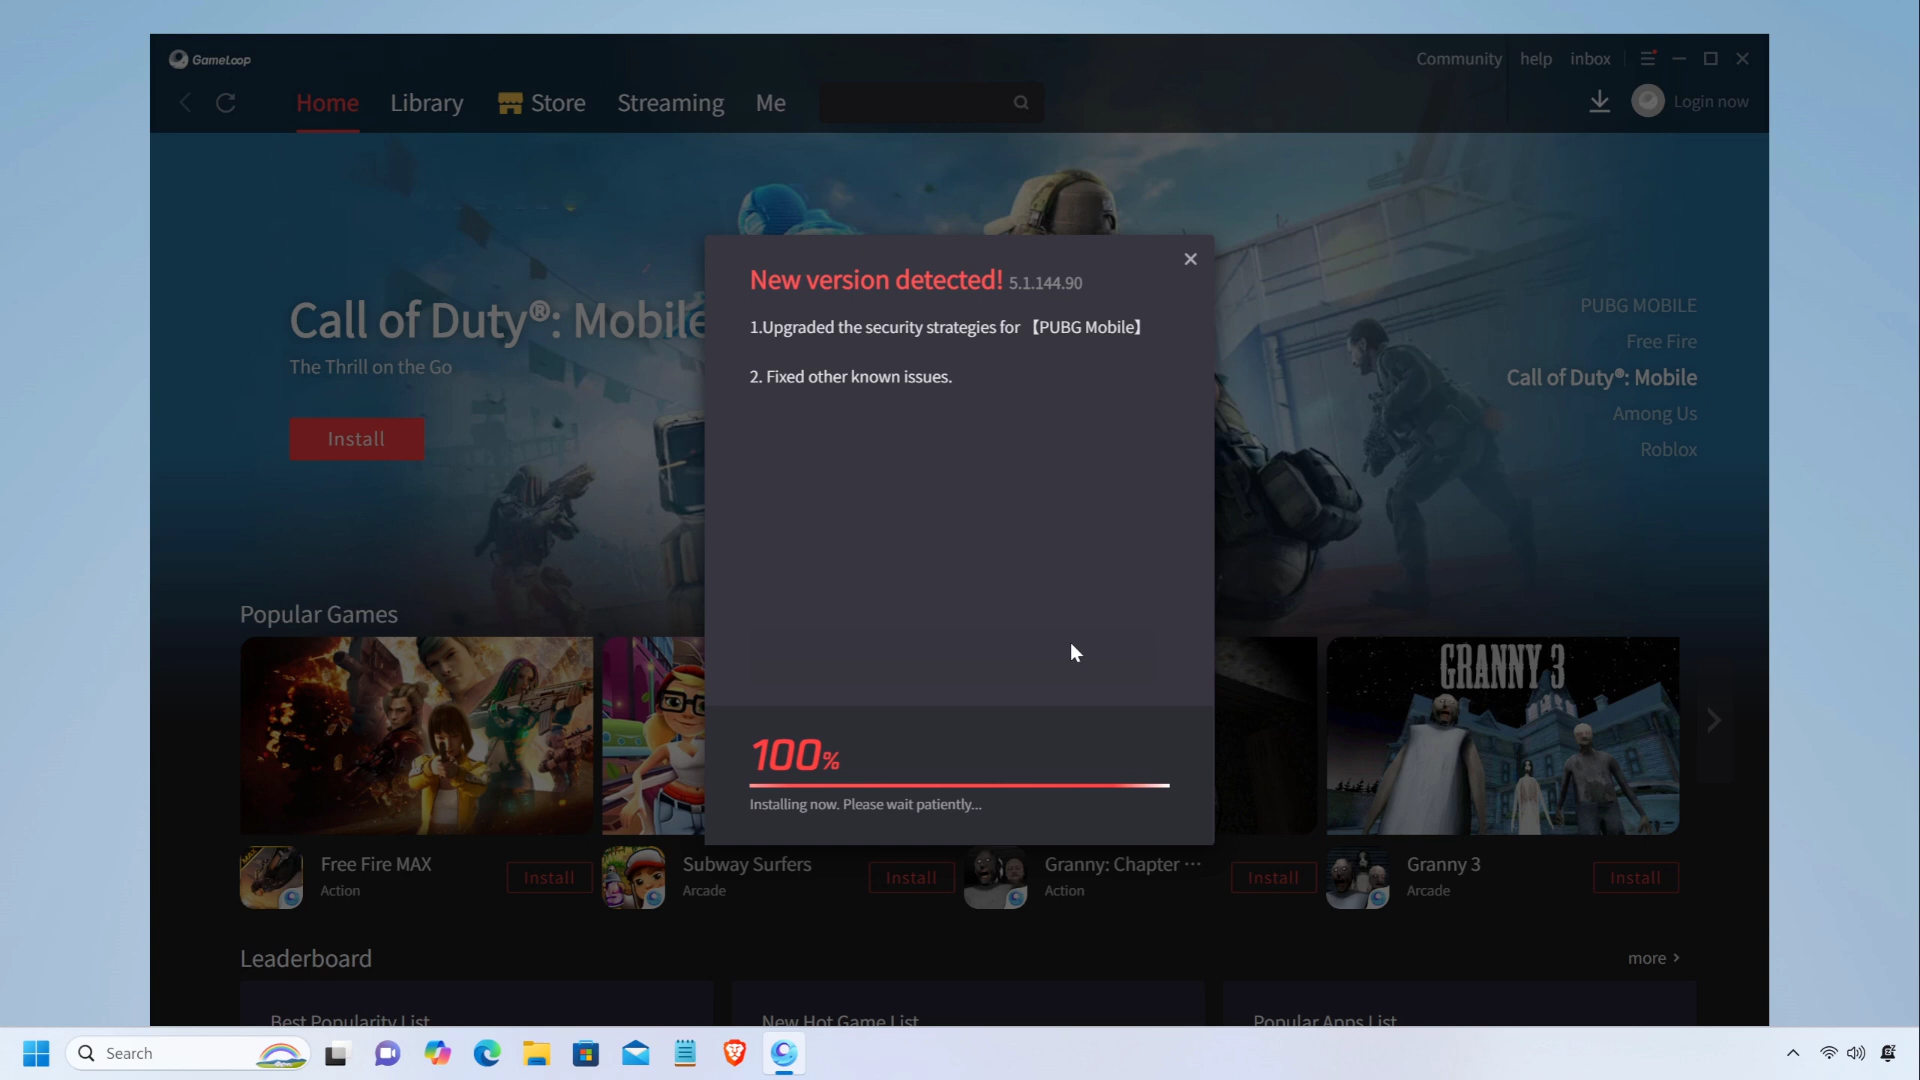 GameLoop
Community help inbox
Home Library Store Streaming Me
Login now
New version detected! 5.1.144.90
1.Upgraded the security strategies for 【PUBG Mobile】
2. Fixed other known issues.
Call of Duty®: Mobile
The Thrill on the Go
Install
PUBG MOBILE
Free Fire
Call of Duty®: Mobile
Among Us
Roblox
Popular Games
GRANNY 3
100%
Installing now. Please wait patiently...
Free Fire MAX
Action
Install
Subway Surfers
Arcade
Install
Granny: Chapter ···
Action
Install
Granny 3
Arcade
Install
Leaderboard
more >
Best Popularity List
New Hot Game List
Popular Apps List
Search